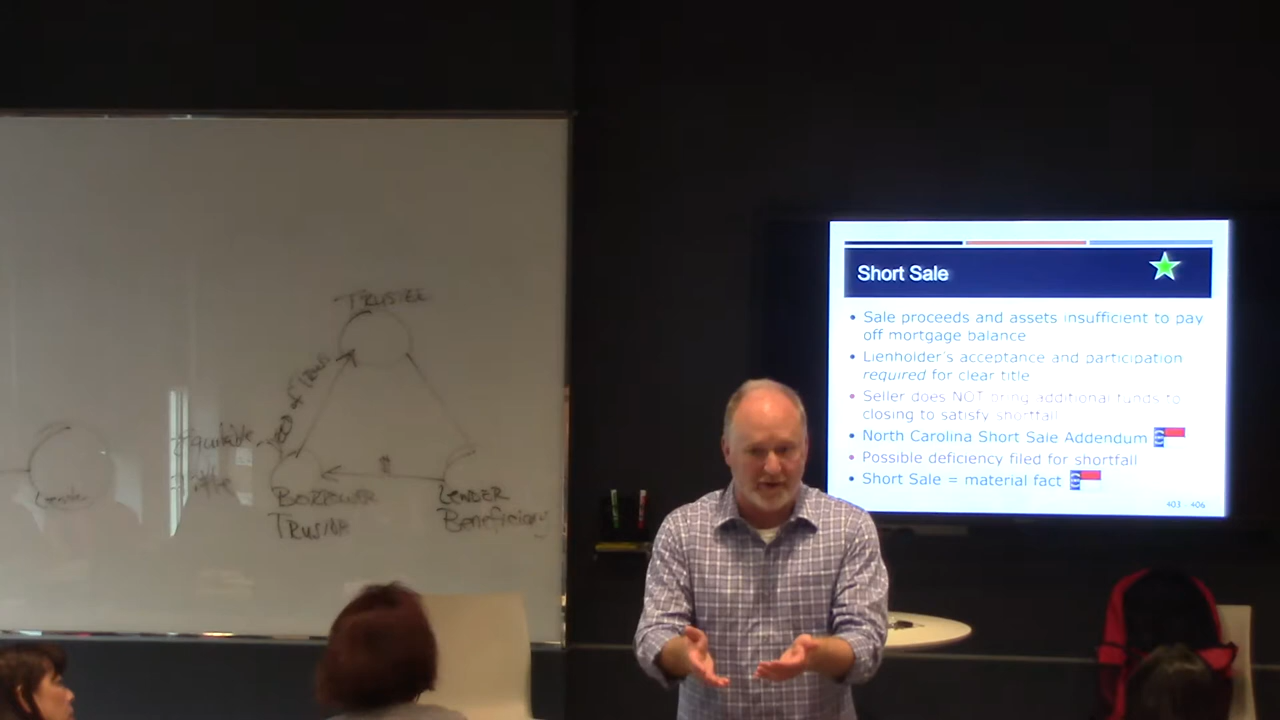 TRUSTEE
Equitable
title
Lender
BORROWER
TRUSTOR
$
LENDER
Beneficiary
Short Sale
• Sale proceeds and assets insufficient to pay
off mortgage balance
• Lienholder's acceptance and participation
required for clear title
• Seller does NOT bring additional funds to
closing to satisfy shortfall
• North Carolina Short Sale Addendum
• Possible deficiency filed for shortfall
• Short Sale = material fact
403 406